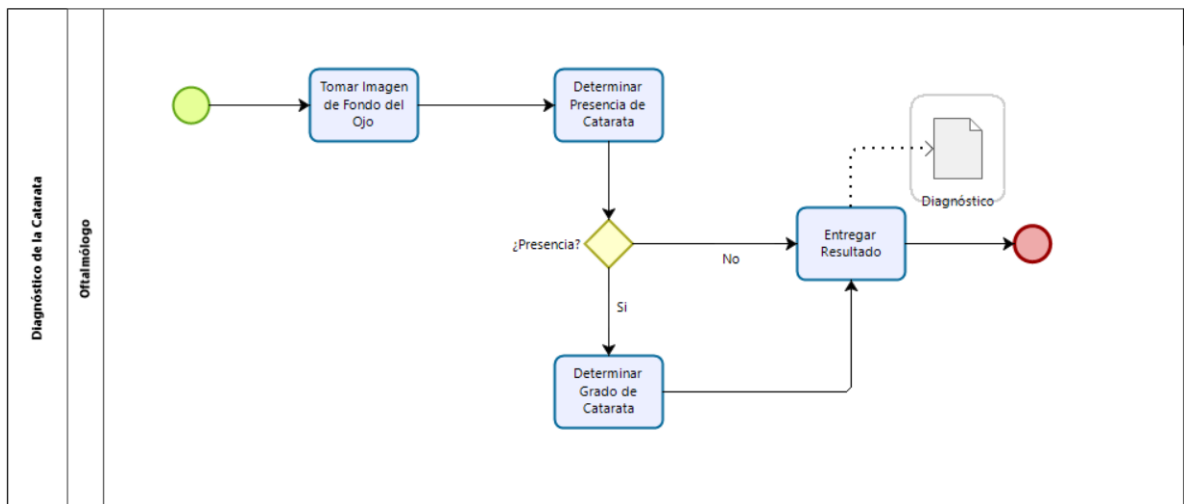 Diagnóstico de la Catarata
Oftalmólogo
Tomar Imagen
de Fondo del
Ojo
Determinar
Presencia de
Catarata
Diagnóstico
¿Presencia?
No
Entregar
Resultado
Si
Determinar
Grado de
Catarata